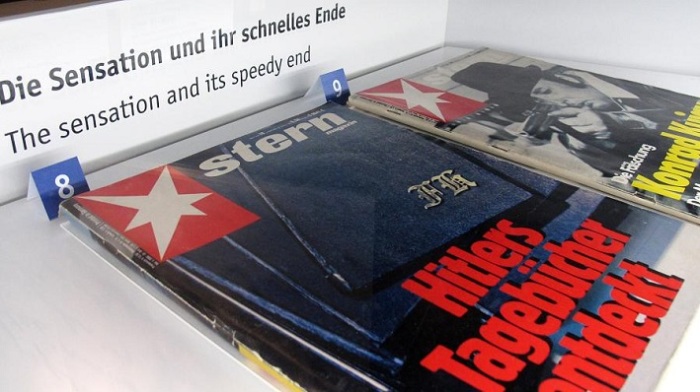 Die Sensation und ihr schnelles Ende
The sensation and its speedy end
8
9
stern
magazin
FH
Hitlers
Tagebücher
entdeckt
Die Fälschung
Konrad